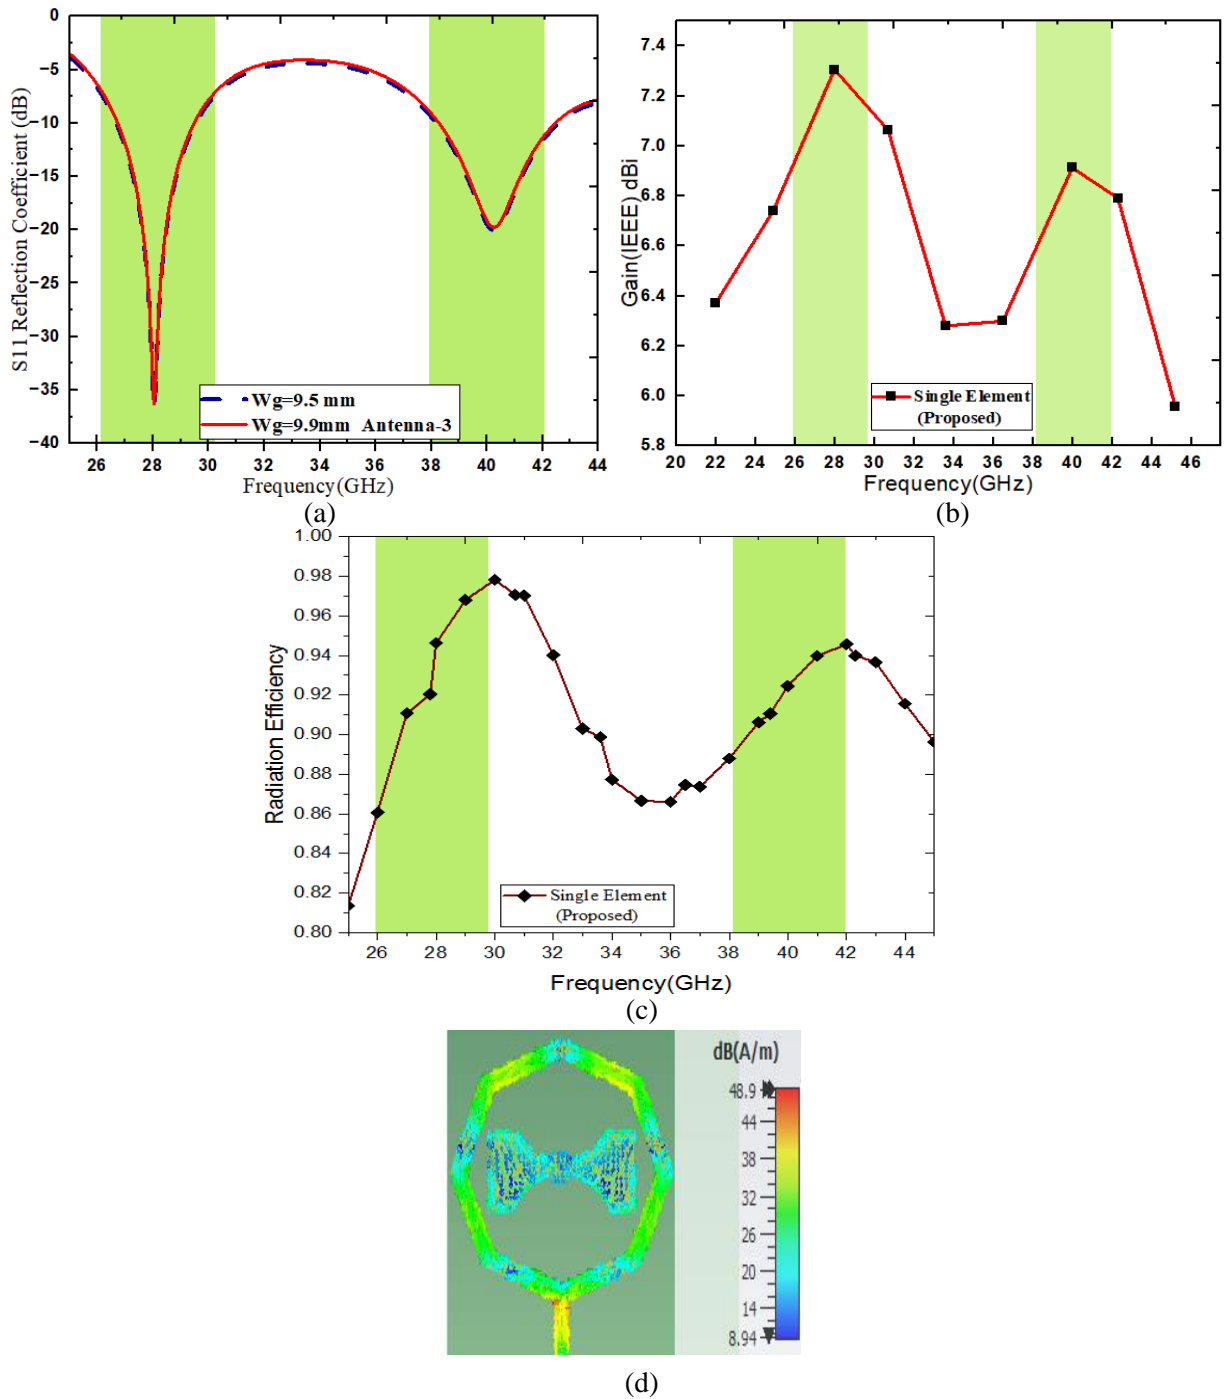 0
−5
−10
−15
−20
−25
−30
−35
−40
S11 Reflection Coefficient (dB)
Wg=9.5 mm
Wg=9.9mm Antenna-3
26 28 30 32 34 36 38 40 42 44
Frequency(GHz)
(a)
7.4
7.2
7.0
6.8
6.6
6.4
6.2
6.0
5.8
Gain(IEEE) dBi
Single Element
(Proposed)
20 22 24 26 28 30 32 34 36 38 40 42 44 46
Frequency(GHz)
(b)
1.00
0.98
0.96
0.94
0.92
0.90
0.88
0.86
0.84
0.82
0.80
Radiation Efficiency
Single Element
(Proposed)
26 28 30 32 34 36 38 40 42 44
Frequency(GHz)
(c)
dB(A/m)
48.9
44
38
32
26
20
14
8.94
(d)